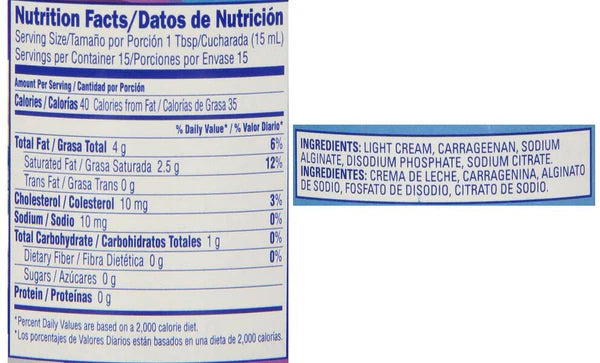 Nutrition Facts/Datos de Nutrición
Serving Size/Tamaño por Porción 1 Tbsp/Cucharada (15 mL)
Servings per Container 15/Porciones por Envase 15
Amount Per Serving / Cantidad por Porción
Calories / Calorías 40 Calories from Fat / Calorías de Grasa 35
% Daily Value* / % Valor Diario*
Total Fat / Grasa Total 4 g 6%
Saturated Fat / Grasa Saturada 2.5 g 12%
Trans Fat / Grasa Trans 0 g
Cholesterol / Colesterol 10 mg 3%
Sodium / Sodio 10 mg 0%
Total Carbohydrate / Carbohidratos Totales 1 g 0%
Dietary Fiber / Fibra Dietética 0 g 0%
Sugars / Azúcares 0 g
Protein / Proteínas 0 g
*Percent Daily Values are based on a 2,000 calorie diet.
*Los porcentajes de Valores Diarios están basados en una dieta de 2,000 calorías.
INGREDIENTS: LIGHT CREAM, CARRAGEENAN, SODIUM
ALGINATE, DISODIUM PHOSPHATE, SODIUM CITRATE.
INGREDIENTES: CREMA DE LECHE, CARRAGENINA, ALGINATO
DE SODIO, FOSFATO DE DISODIO, CITRATO DE SODIO.